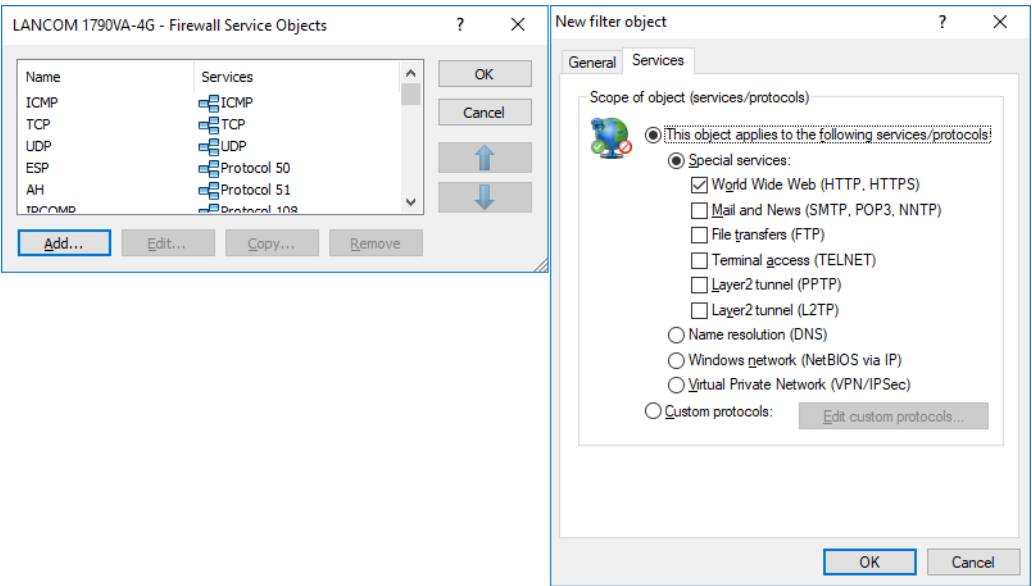 LANCOM 1790VA-4G - Firewall Service Objects
Name Services
ICMP ICMP
TCP TCP
UDP UDP
ESP Protocol 50
AH Protocol 51
IPCOMP Protocol 108
OK
Cancel
Add... Edit... Copy... Remove
New filter object
General Services
Scope of object (services/protocols)
This object applies to the following services/protocols
Special services:
World Wide Web (HTTP, HTTPS)
Mail and News (SMTP, POP3, NNTP)
File transfers (FTP)
Terminal access (TELNET)
Layer2 tunnel (PPTP)
Layer2 tunnel (L2TP)
Name resolution (DNS)
Windows network (NetBIOS via IP)
Virtual Private Network (VPN/IPSec)
Custom protocols: Edit custom protocols...
OK Cancel